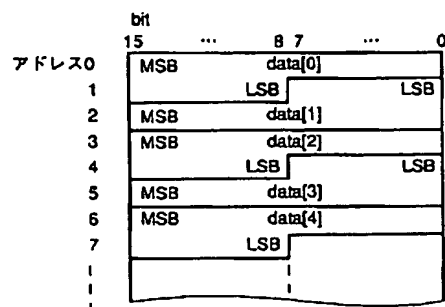 bit
15 ... 8 7 ... 0
アドレス0 MSB data[0]
1 LSB LSB
2 MSB data[1]
3 MSB data[2]
4 LSB LSB
5 MSB data[3]
6 MSB data[4]
7 LSB